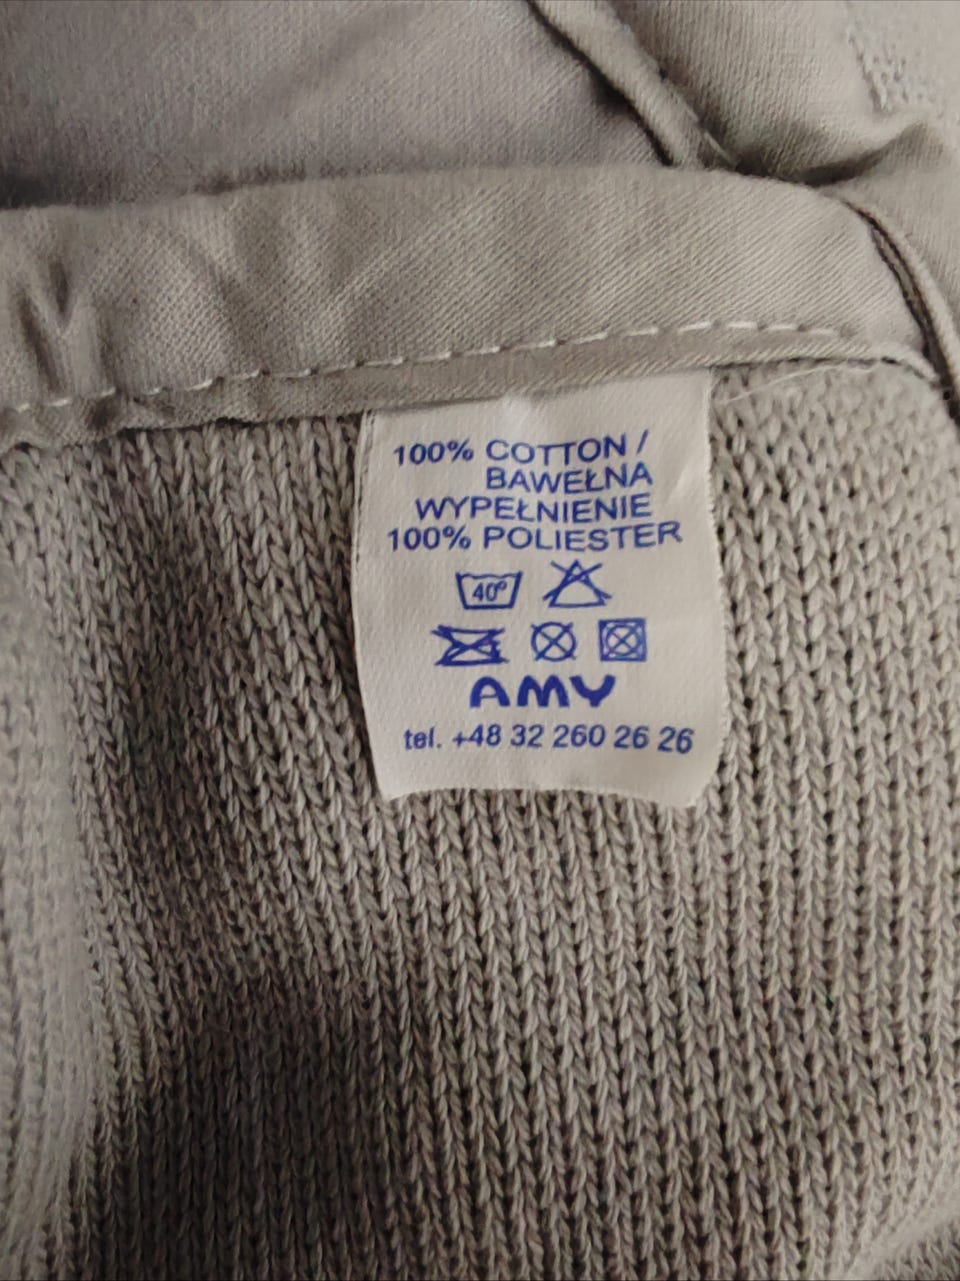 100% COTTON /
BAWEŁNA
WYPEŁNIENIE
100% POLIESTER
40°
AMY
tel. +48 32 260 26 26